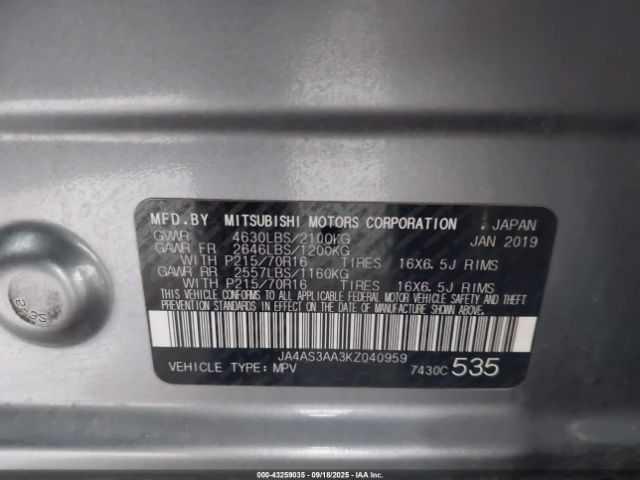 MFD.BY MITSUBISHI MOTORS CORPORATION . JAPAN
GVWR 4630LBS/2100KG JAN 2019
GAWR FR 2646LBS/1200KG
WITH P215/70R16 TIRES 16X6.5J RIMS
GAWR RR 2557LBS/1160KG
WITH P215/70R16 TIRES 16X6.5J RIMS
THIS VEHICLE CONFORMS TO ALL APPLICABLE FEDERAL MOTOR VEHICLE SAFETY AND THEFT
PREVENTION STANDARDS IN EFFECT ON THE DATE OF MANUFACTURE SHOWN ABOVE.
JA4AS3AA3KZ040959
VEHICLE TYPE: MPV 7430C 535
000-43259035 - 09/18/2025 - IAAI.COM